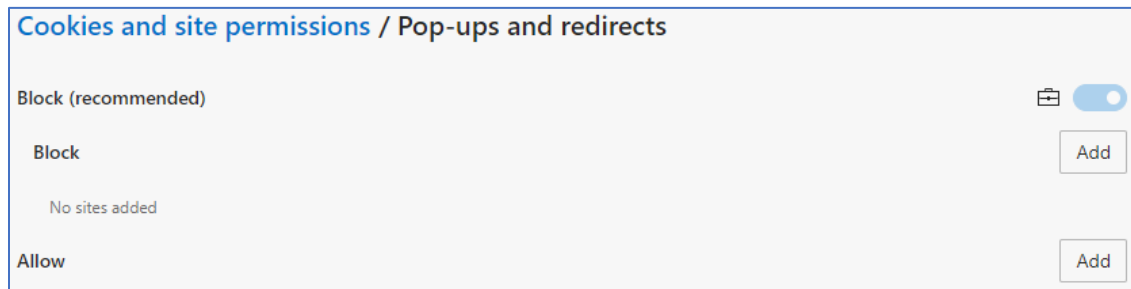 Cookies and site permissions / Pop-ups and redirects
Block (recommended)
Block
Add
No sites added
Allow
Add